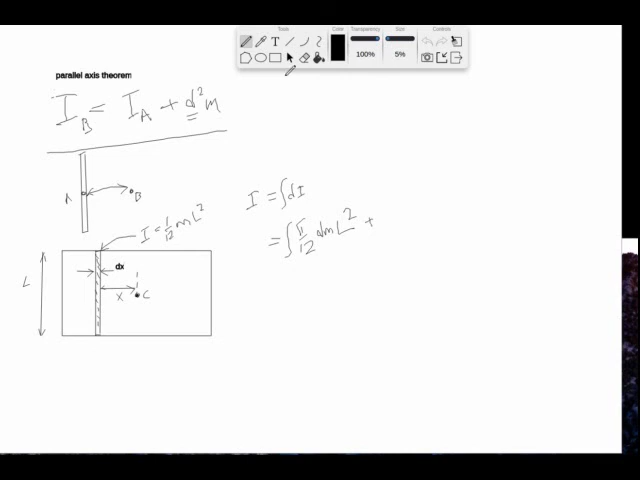 Tools
Color
Transparency
Size
Controls
T
100%
5%
parallel axis theorem
I_B = I_A + d²m
A
B
I = 1/12 mL²
I = ∫dI
= ∫ 1/12 dm L² +
dx
L
x
C